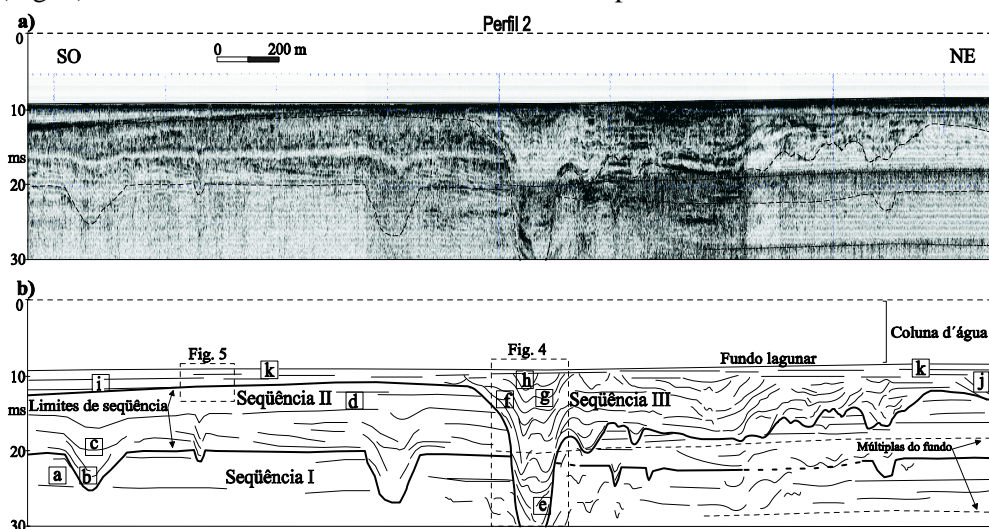 a)
Perfil 2
0
SO
0 200 m
NE
10
ms
20
30
b)
0
Coluna d´água
Fig. 5
Fig. 4
Fundo lagunar
k
h
k
10
i
j
Limites de seqüência
Seqüência II
d
f
g
Seqüência III
ms
c
20
Múltiplas do fundo
a
b
Seqüência I
e
30